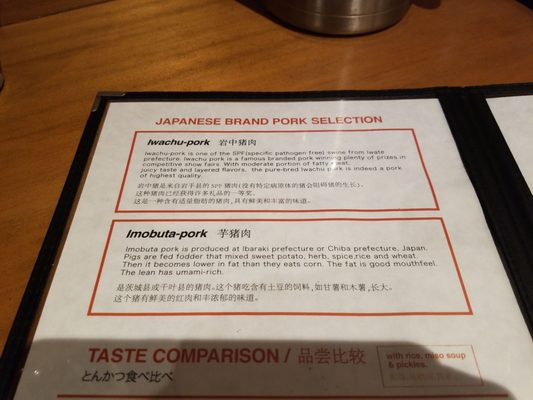 JAPANESE BRAND PORK SELECTION
Iwachu-pork 岩中猪肉
Iwachu-pork is one of the SPF(specific pathogen free) swine from Iwate
prefecture. Iwachu pork is a famous branded pork winning plenty of prizes in
competitive show fairs. With moderate portion of fatty meat,
juicy taste and layered flavors, the pure-bred Iwachu pork is indeed a pork
of highest quality.
岩中猪是来自岩手县的 SPF 猪肉(没有特定病原体的猪会阻碍猪的生长)。
这种猪肉已经获得许多礼品的一等奖。
这是一种含有适量脂肪的猪肉,具有鲜美和丰富的味道。
Imobuta-pork 芋猪肉
Imobuta pork is produced at Ibaraki prefecture or Chiba prefecture, Japan.
Pigs are fed fodder that mixed sweet potato, herb, spice,rice and wheat.
Then it becomes lower in fat than they eats corn. The fat is good mouthfeel.
The lean has umami-rich.
是茨城县或千叶县的猪肉。这个猪吃含有土豆的饲料,如甘薯和木薯,长大。
这个猪有鲜美的红肉和丰浓郁的味道。
TASTE COMPARISON / 品尝比较
とんかつ食べ比べ
with rice, miso soup
& pickles.